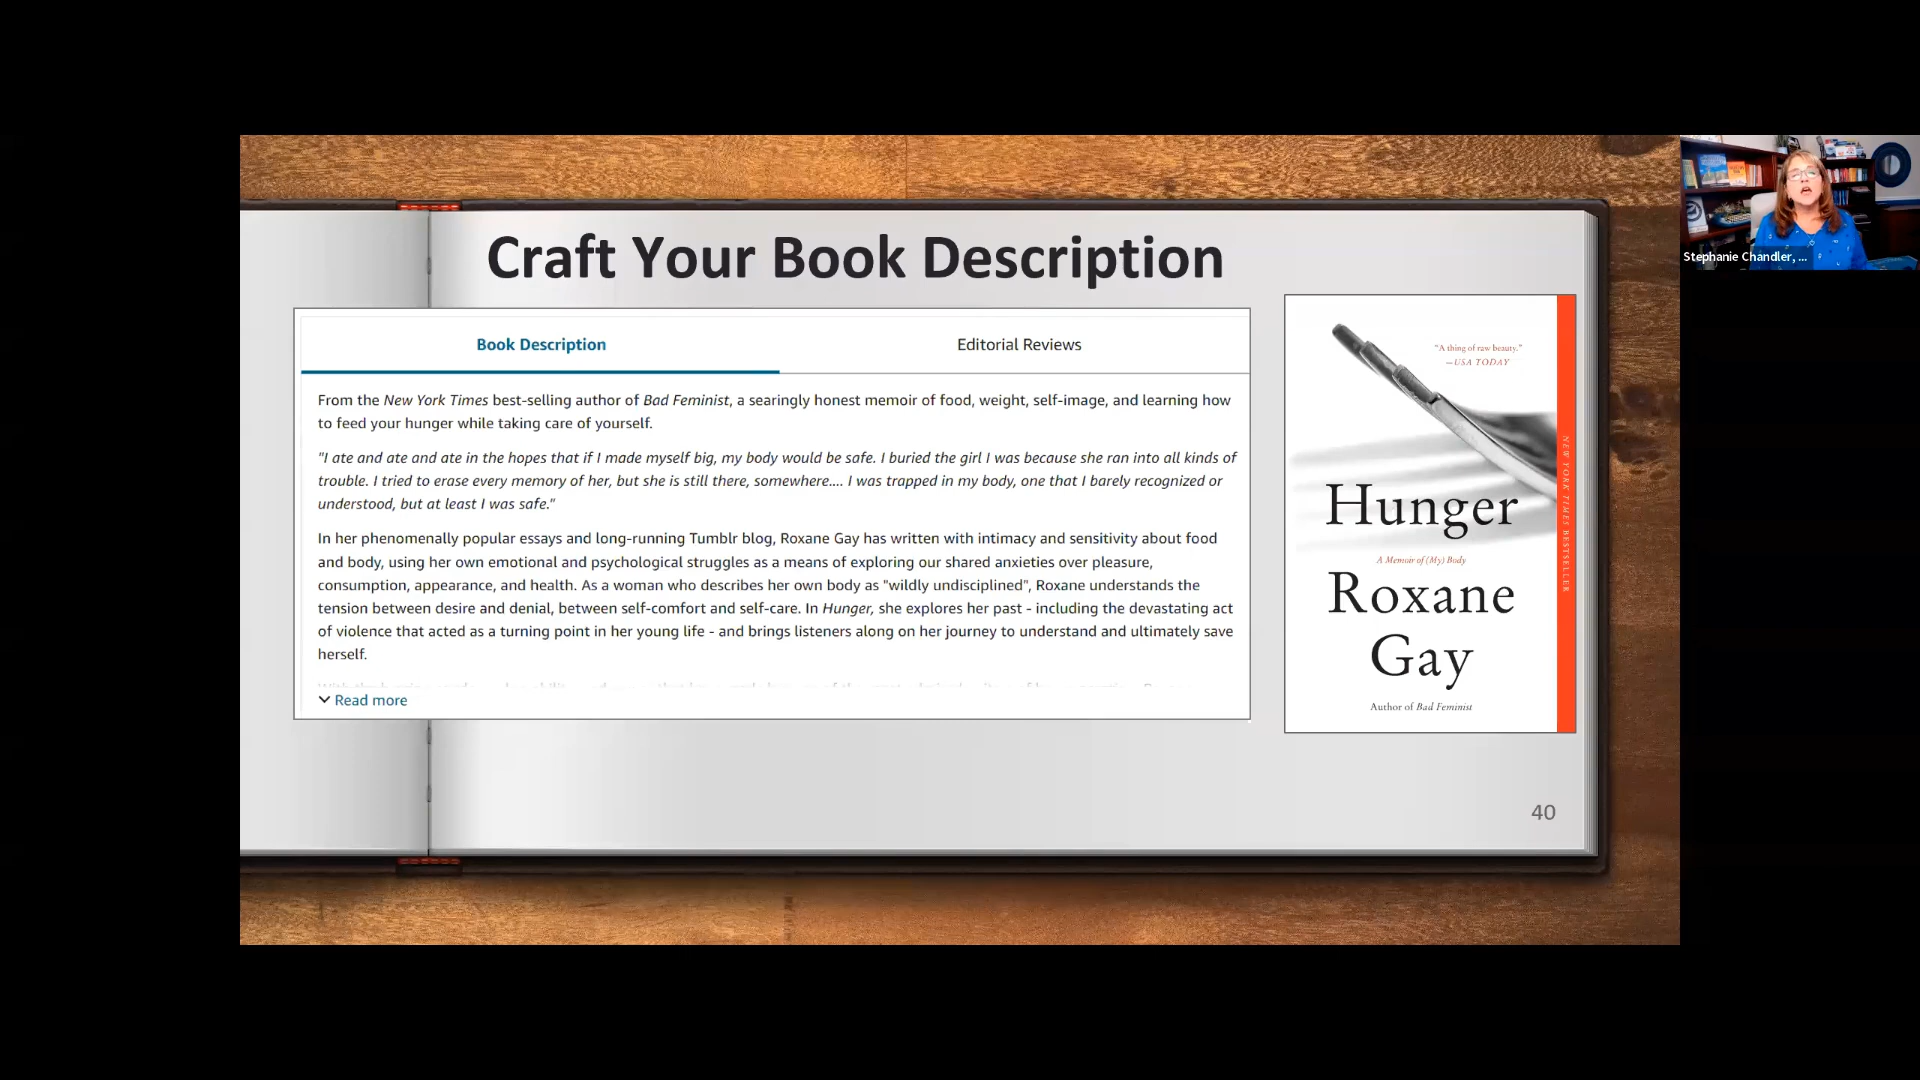 Craft Your Book Description
Book Description
Editorial Reviews
From the New York Times best-selling author of Bad Feminist, a searingly honest memoir of food, weight, self-image, and learning how
to feed your hunger while taking care of yourself.
"I ate and ate and ate in the hopes that if I made myself big, my body would be safe. I buried the girl I was because she ran into all kinds of
trouble. I tried to erase every memory of her, but she is still there, somewhere.... I was trapped in my body, one that I barely recognized or
understood, but at least I was safe."
In her phenomenally popular essays and long-running Tumblr blog, Roxane Gay has written with intimacy and sensitivity about food
and body, using her own emotional and psychological struggles as a means of exploring our shared anxieties over pleasure,
consumption, appearance, and health. As a woman who describes her own body as "wildly undisciplined", Roxane understands the
tension between desire and denial, between self-comfort and self-care. In Hunger, she explores her past - including the devastating act
of violence that acted as a turning point in her young life - and brings listeners along on her journey to understand and ultimately save
herself.
Read more
"A thing of raw beauty."
—USA TODAY
Hunger
A Memoir of (My) Body
Roxane
Gay
Author of Bad Feminist
NEW YORK TIMES BESTSELLER
40
Stephanie Chandler, ...